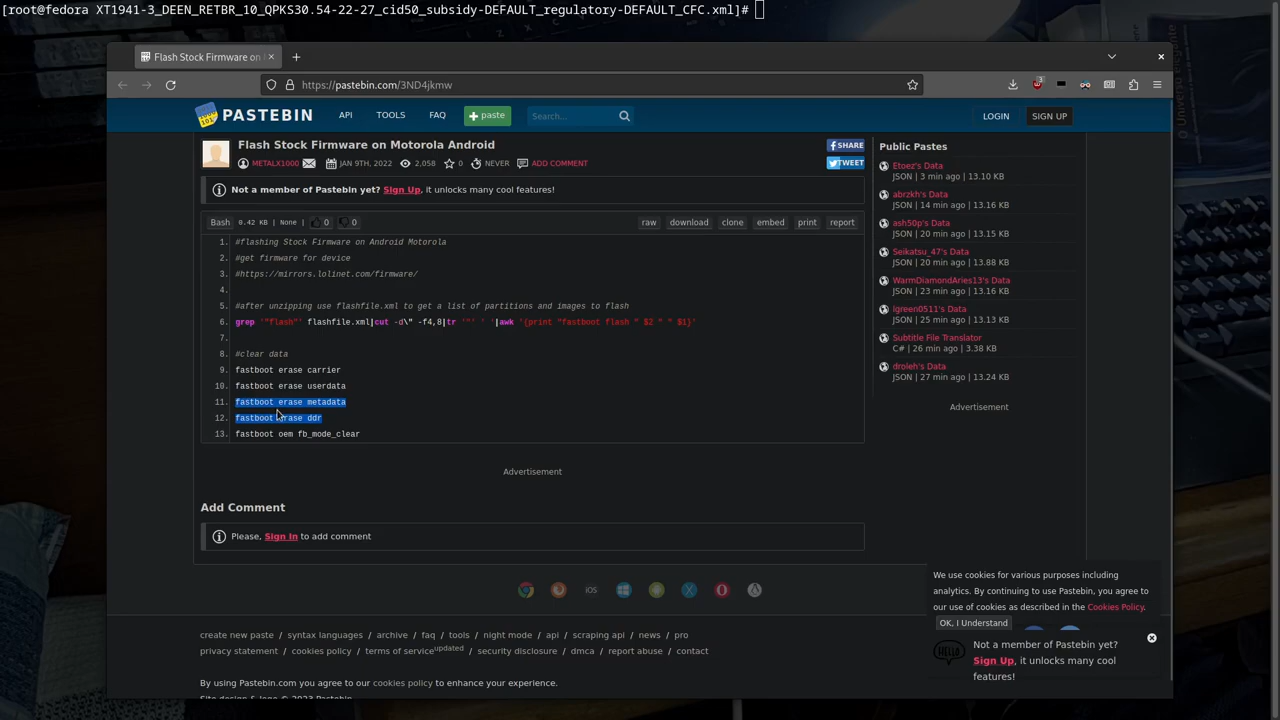 [root@fedora XT1941-3_DEEN_RETBR_10_QPKS30.54-22-27_cid50_subsidy-DEFAULT_regulatory-DEFAULT_CFC.xml]#
Flash Stock Firmware on
https://pastebin.com/3ND4jkmw
3
PASTEBIN
API
TOOLS
FAQ
paste
Search...
LOGIN
SIGN UP
Flash Stock Firmware on Motorola Android
METALX1000
JAN 9TH, 2022
2,058
0
NEVER
ADD COMMENT
SHARE
TWEET
Not a member of Pastebin yet? Sign Up, it unlocks many cool features!
Bash
0.42 KB | None |
0
0
raw
download
clone
embed
print
report
1. #flashing Stock Firmware on Android Motorola
2. #get firmware for device
3. #https://mirrors.lolinet.com/firmware/
4.
5. #after unzipping use flashfile.xml to get a list of partitions and images to flash
6. grep '"flash"' flashfile.xml|cut -d\" -f4,8|tr '"' ' '|awk '{print "fastboot flash " $2 " " $1}'
7.
8. #clear data
9. fastboot erase carrier
10. fastboot erase userdata
11. fastboot erase metadata
12. fastboot erase ddr
13. fastboot oem fb_mode_clear
Advertisement
Add Comment
Please, Sign In to add comment
Public Pastes
Etoez's Data
JSON | 3 min ago | 13.10 KB
abrzkh's Data
JSON | 14 min ago | 13.16 KB
ash50p's Data
JSON | 20 min ago | 13.15 KB
Seikatsu_47's Data
JSON | 20 min ago | 13.88 KB
WarmDiamondAries13's Data
JSON | 23 min ago | 13.16 KB
Igreen0511's Data
JSON | 25 min ago | 13.13 KB
Subtitle File Translator
C# | 26 min ago | 3.38 KB
droleh's Data
JSON | 27 min ago | 13.24 KB
Advertisement
iOS
create new paste / syntax languages / archive / faq / tools / night mode / api / scraping api / news / pro
privacy statement / cookies policy / terms of service updated / security disclosure / dmca / report abuse / contact
By using Pastebin.com you agree to our cookies policy to enhance your experience.
Site design & logo © 2023 Pastebin
We use cookies for various purposes including
analytics. By continuing to use Pastebin, you agree to
our use of cookies as described in the Cookies Policy.
OK, I Understand
HELLO
Not a member of Pastebin yet?
Sign Up, it unlocks many cool
features!